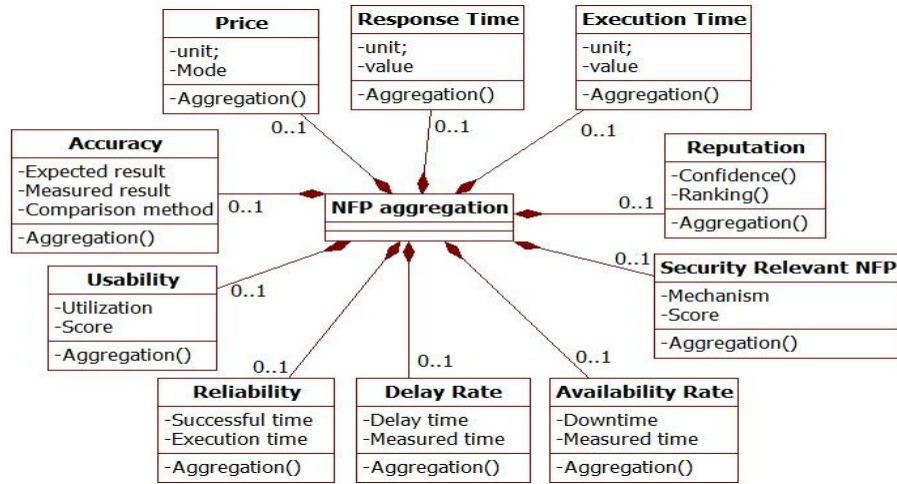 Price
-unit;
-Mode
-Aggregation()
0..1
Response Time
-unit;
-value
-Aggregation()
0..1
Execution Time
-unit;
-value
-Aggregation()
0..1
Accuracy
-Expected result
-Measured result
-Comparison method
-Aggregation()
0..1
NFP aggregation
Reputation
-Confidence()
-Ranking()
-Aggregation()
0..1
Usability
-Utilization
-Score
-Aggregation()
0..1
Security Relevant NFP
-Mechanism
-Score
-Aggregation()
0..1
Reliability
-Successful time
-Execution time
-Aggregation()
0..1
Delay Rate
-Delay time
-Measured time
-Aggregation()
0..1
Availability Rate
-Downtime
-Measured time
-Aggregation()
0..1